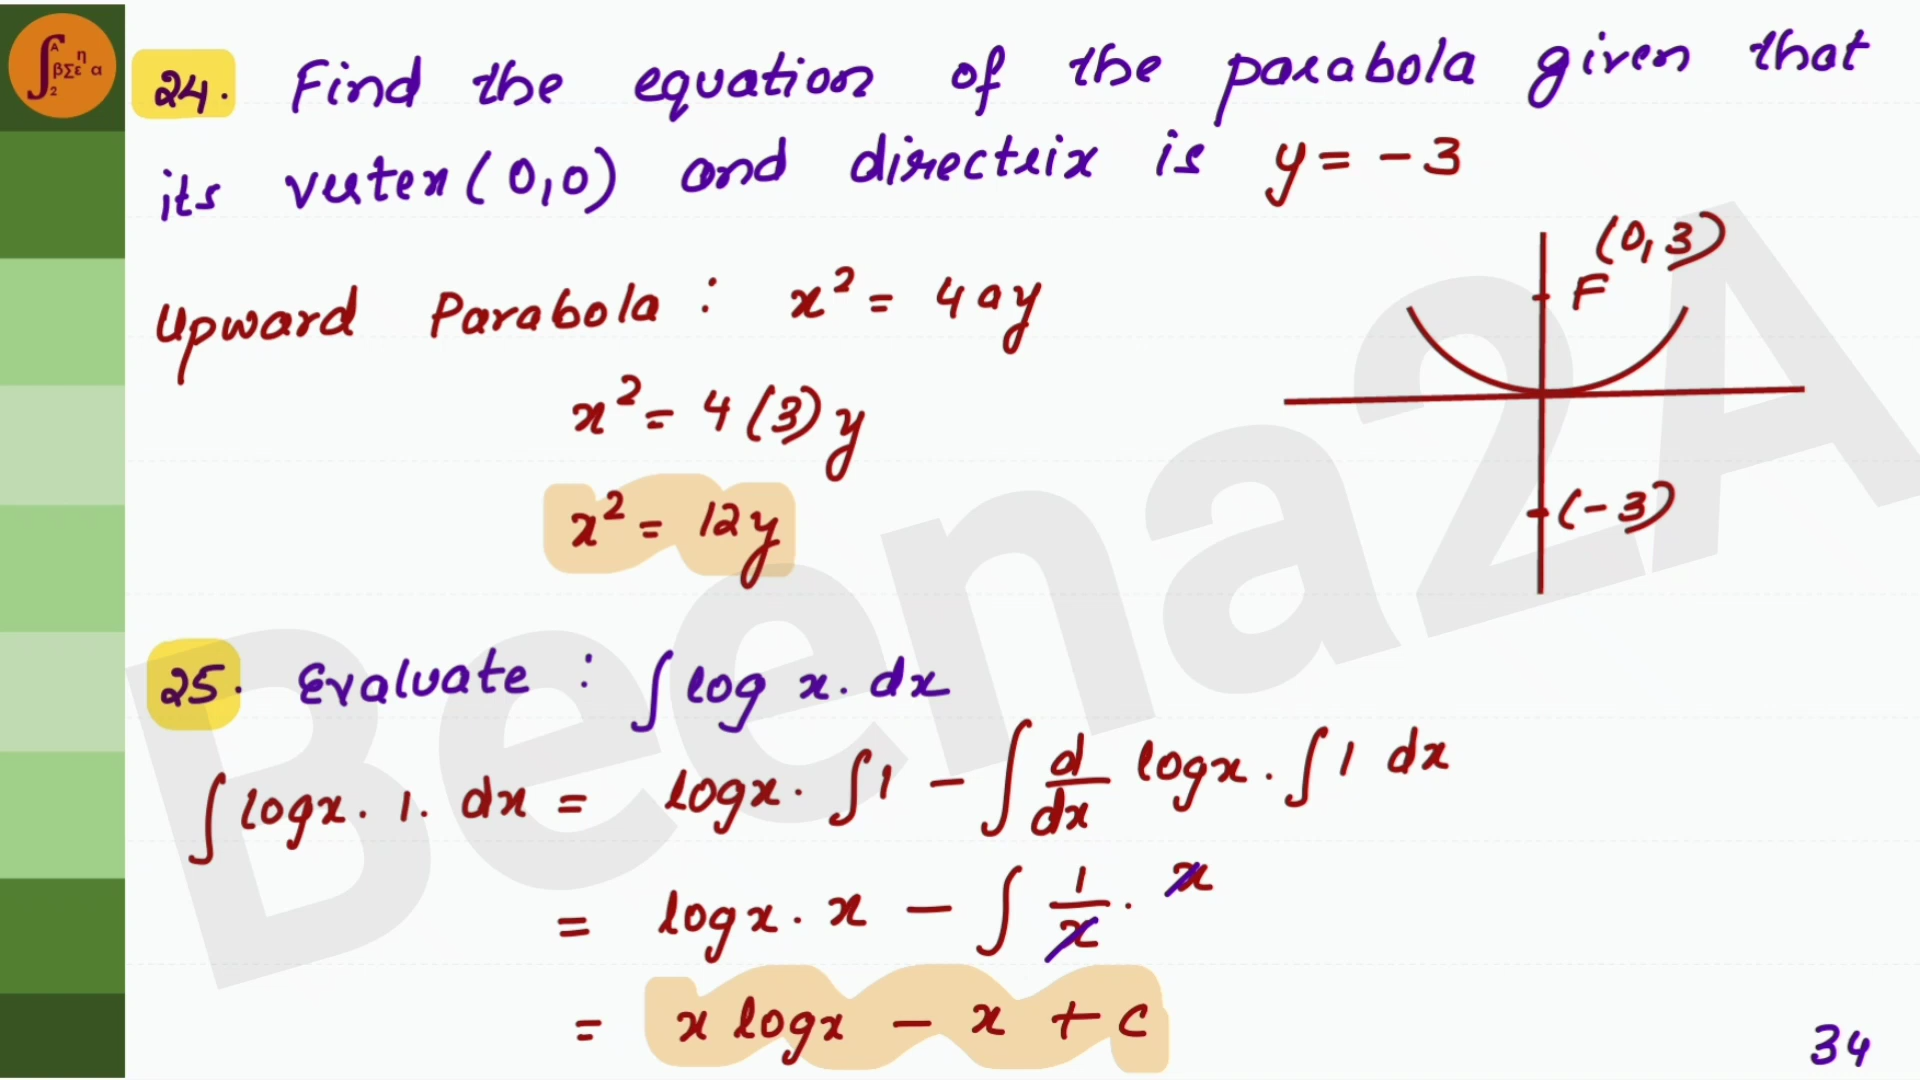 24. Find the equation of the parabola given that
its vertex (0,0) and directrix is y = -3
Upward Parabola : x² = 4ay
x² = 4(3)y
x² = 12y
(0,3)
F
(-3)
25. Evaluate : ∫ log x . dx
∫ log x . 1 . dx = log x . ∫ 1 - ∫ d/dx log x . ∫ 1 dx
= log x . x - ∫ 1/x . x
= x log x - x + c
34
Beena2A
∫ A 2 βΣε η α